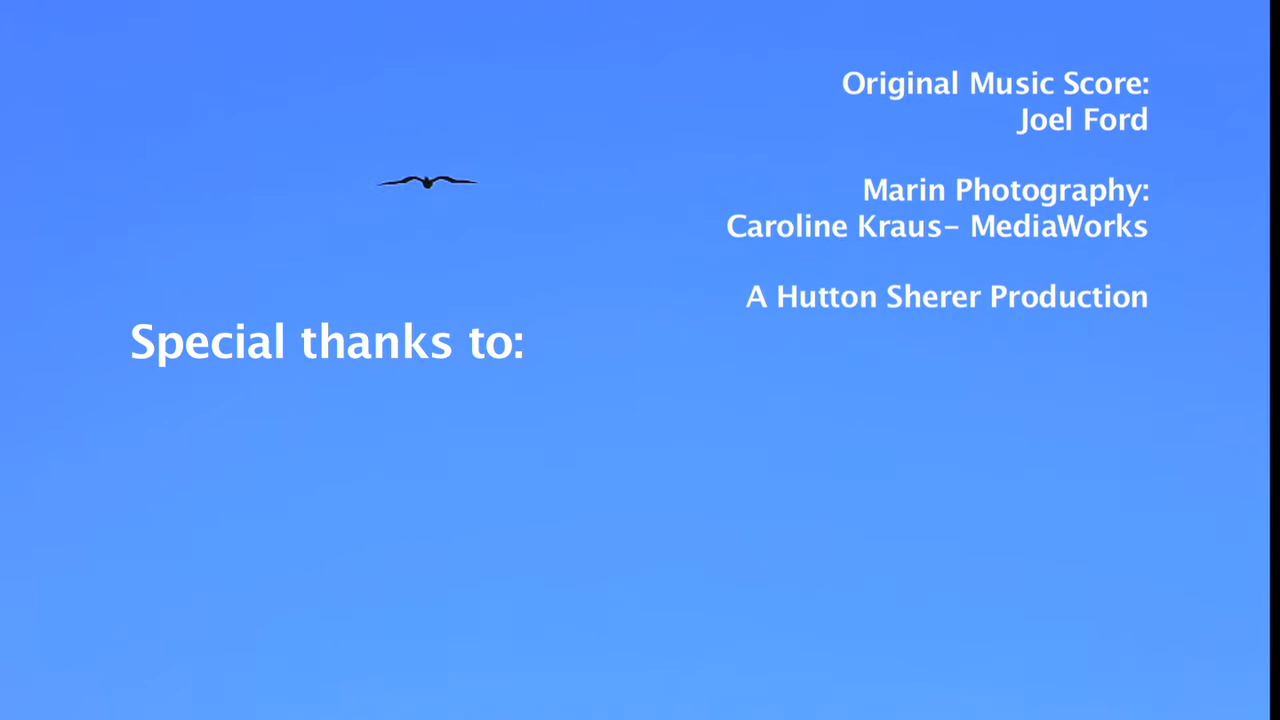 Original Music Score:
Joel Ford
Marin Photography:
Caroline Kraus- MediaWorks
A Hutton Sherer Production
Special thanks to: